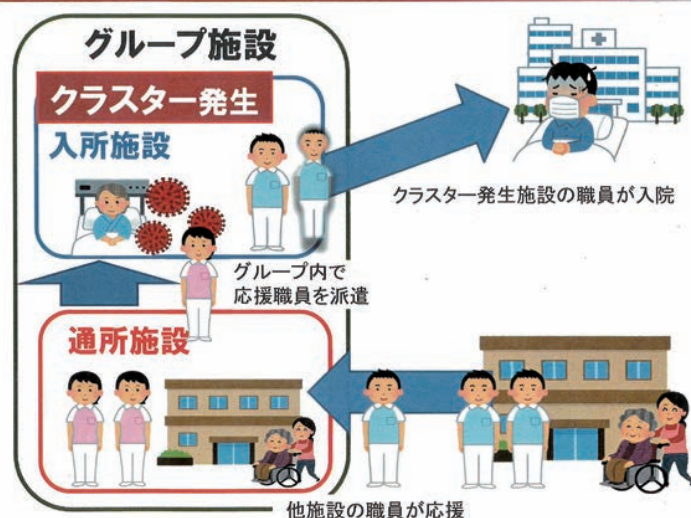 グループ施設
クラスター発生
入所施設
クラスター発生施設の職員が入院
グループ内で
応援職員を派遣
通所施設
他施設の職員が応援